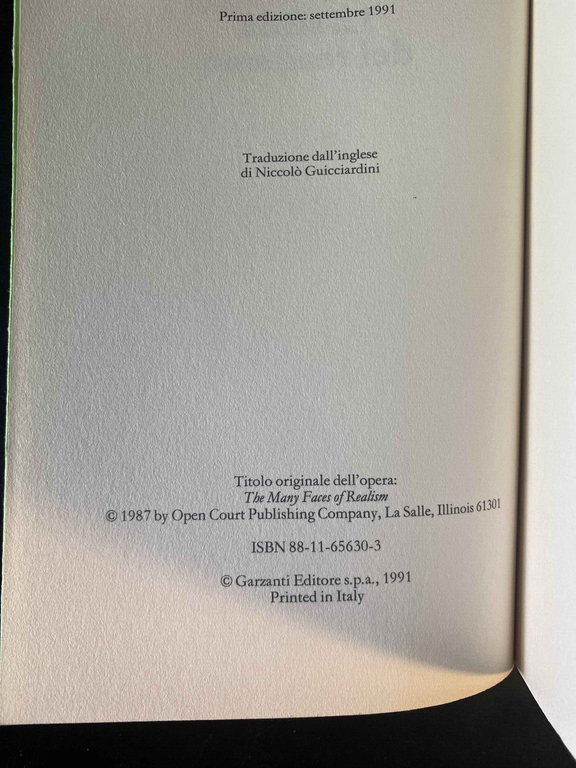 Prima edizione: settembre 1991
Traduzione dall'inglese
di Niccolò Guicciardini
Titolo originale dell'opera:
The Many Faces of Realism
© 1987 by Open Court Publishing Company, La Salle, Illinois 61301
ISBN 88-11-65630-3
© Garzanti Editore s.p.a., 1991
Printed in Italy